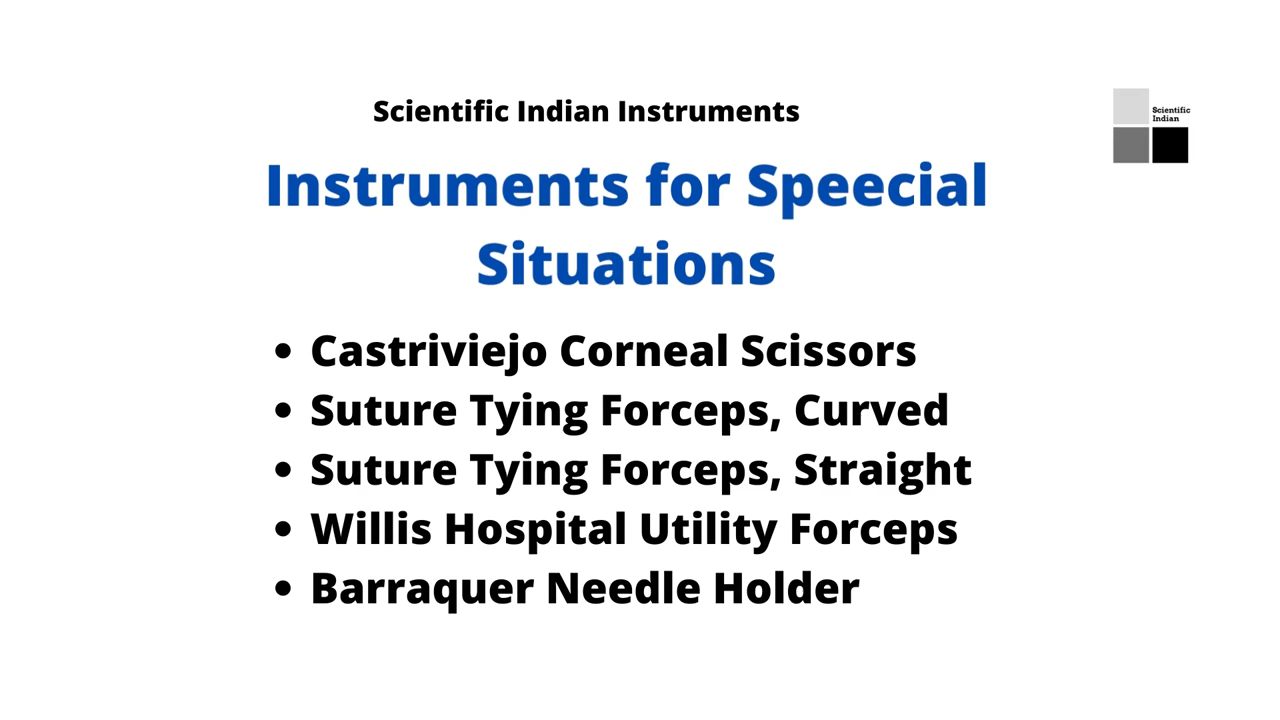 Scientific Indian Instruments
Scientific
Indian
Instruments for Speecial
Situations
• Castriviejo Corneal Scissors
• Suture Tying Forceps, Curved
• Suture Tying Forceps, Straight
• Willis Hospital Utility Forceps
• Barraquer Needle Holder